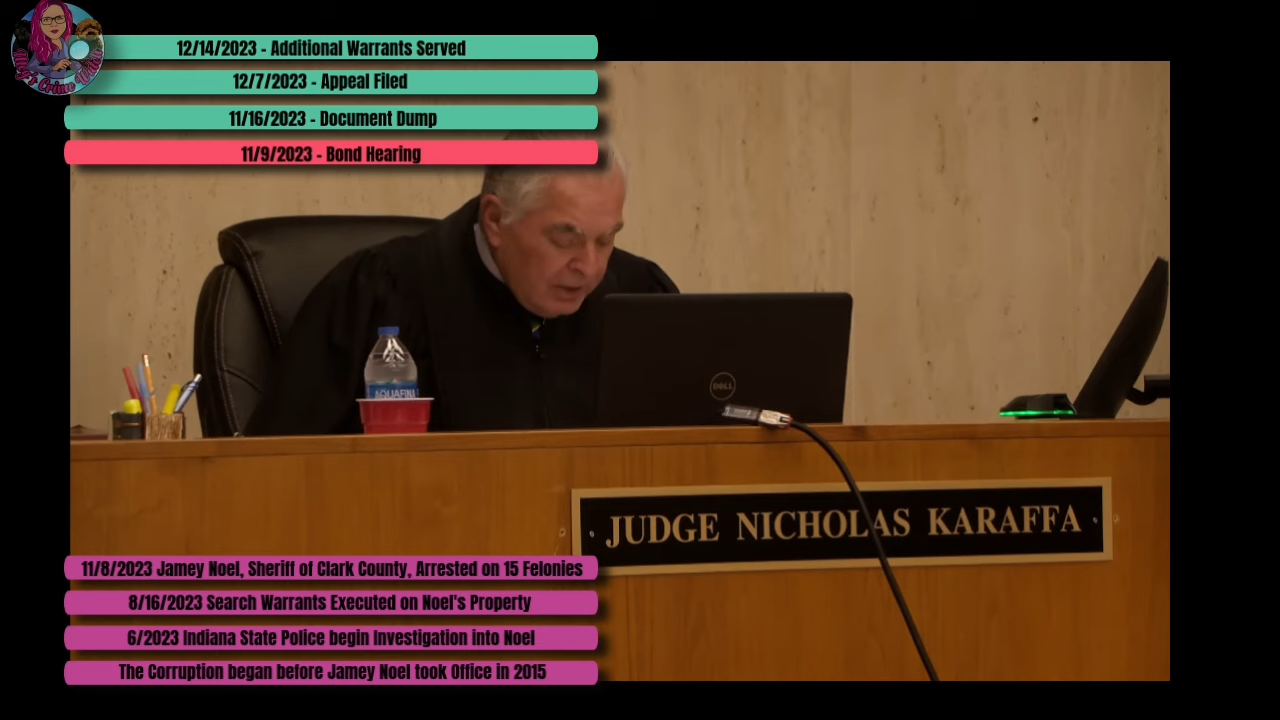 Meg's Crime
12/14/2023 - Additional Warrants Served
12/7/2023 - Appeal Filed
11/16/2023 - Document Dump
11/9/2023 - Bond Hearing
AQUAFINA
DELL
JUDGE NICHOLAS KARAFFA
11/8/2023 Jamey Noel, Sheriff of Clark County, Arrested on 15 Felonies
8/16/2023 Search Warrants Executed on Noel's Property
6/2023 Indiana State Police begin Investigation into Noel
The Corruption began before Jamey Noel took Office in 2015